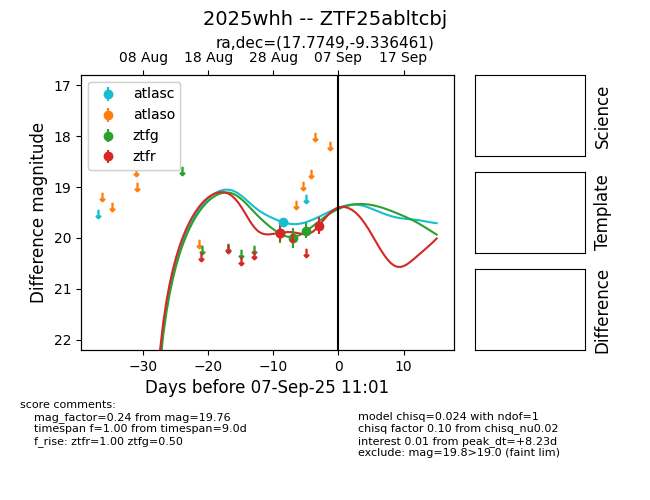 2025whh -- ZTF25abltcbj
ra,dec=(17.7749,-9.336461)
08 Aug 18 Aug 28 Aug 07 Sep 17 Sep
17
18
19
20
21
22
Difference magnitude
atlasc
atlaso
ztfg
ztfr
−30 −20 −10 0 10
Days before 07-Sep-25 11:01
Science
Template
Difference
score comments:
mag_factor=0.24 from mag=19.76
timespan f=1.00 from timespan=9.0d
f_rise: ztfr=1.00 ztfg=0.50
model chisq=0.024 with ndof=1
chisq factor 0.10 from chisq_nu0.02
interest 0.01 from peak_dt=+8.23d
exclude: mag=19.8>19.0 (faint lim)